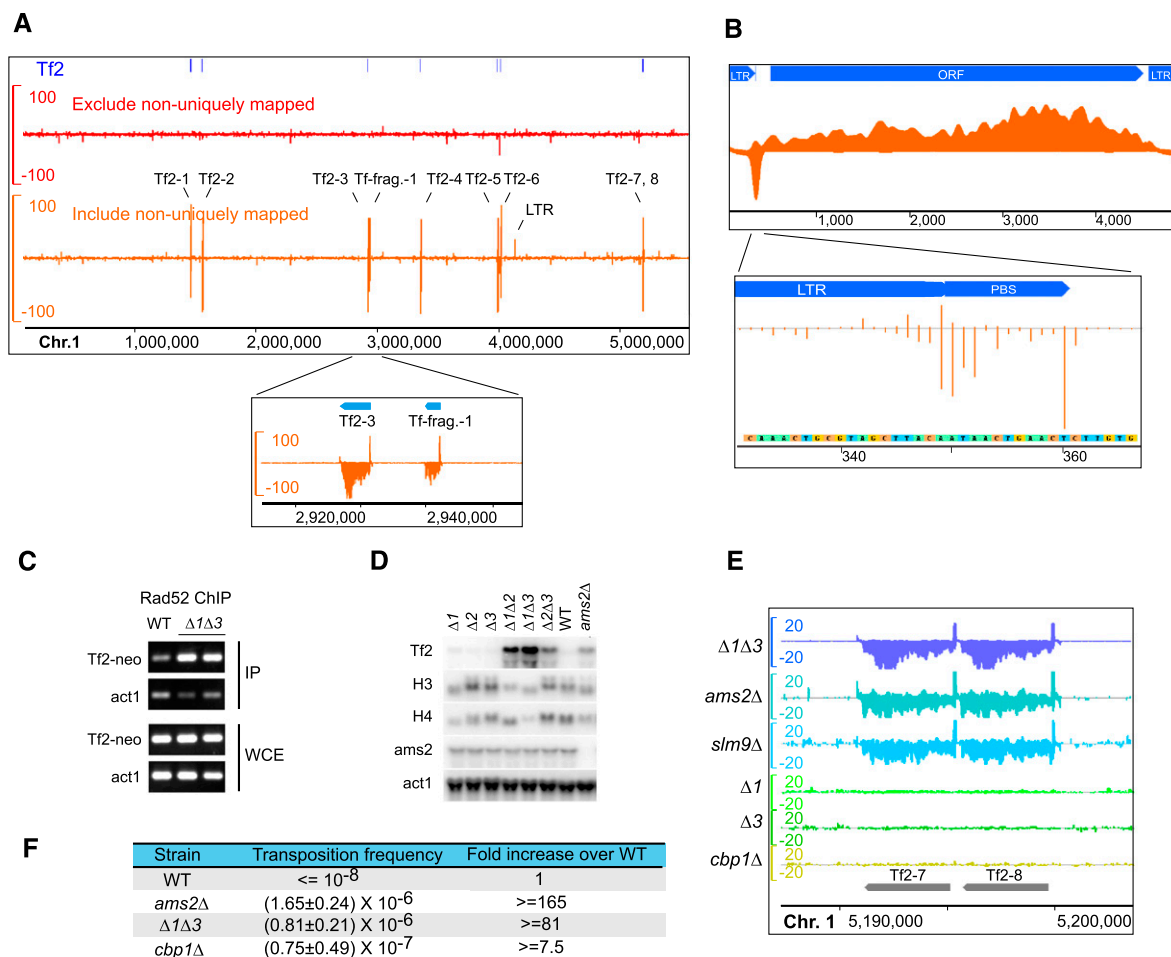 A
Tf2
100
Exclude non-uniquely mapped
-100
Tf2-1
Tf2-2
Tf2-3
Tf-frag.-1
Tf2-4
Tf2-5
Tf2-6
Tf2-7, 8
100
Include non-uniquely mapped
LTR
-100
Chr.1
1,000,000
2,000,000
3,000,000
4,000,000
5,000,000
Tf2-3
Tf-frag.-1
100
-100
2,920,000
2,940,000
B
LTR
ORF
LTR
1,000
2,000
3,000
4,000
LTR
PBS
CAAACTGCGTAGCTTACAATAACTGAACTCTTGTG
340
360
C
Rad52 ChIP
WT Δ1Δ3
Tf2-neo
act1
IP
Tf2-neo
act1
WCE
D
Δ1 Δ2 Δ3 Δ1Δ2 Δ1Δ3 Δ2Δ3 WT ams2Δ
Tf2
H3
H4
ams2
act1
E
Δ1Δ3
20
-20
ams2Δ
20
-20
slm9Δ
20
-20
Δ1
20
-20
Δ3
20
-20
cbp1Δ
20
-20
Tf2-7
Tf2-8
Chr. 1
5,190,000
5,200,000
F
Strain Transposition frequency Fold increase over WT
WT <= 10-8 1
ams2Δ (1.65±0.24) X 10-6 >=165
Δ1Δ3 (0.81±0.21) X 10-6 >=81
cbp1Δ (0.75±0.49) X 10-7 >=7.5